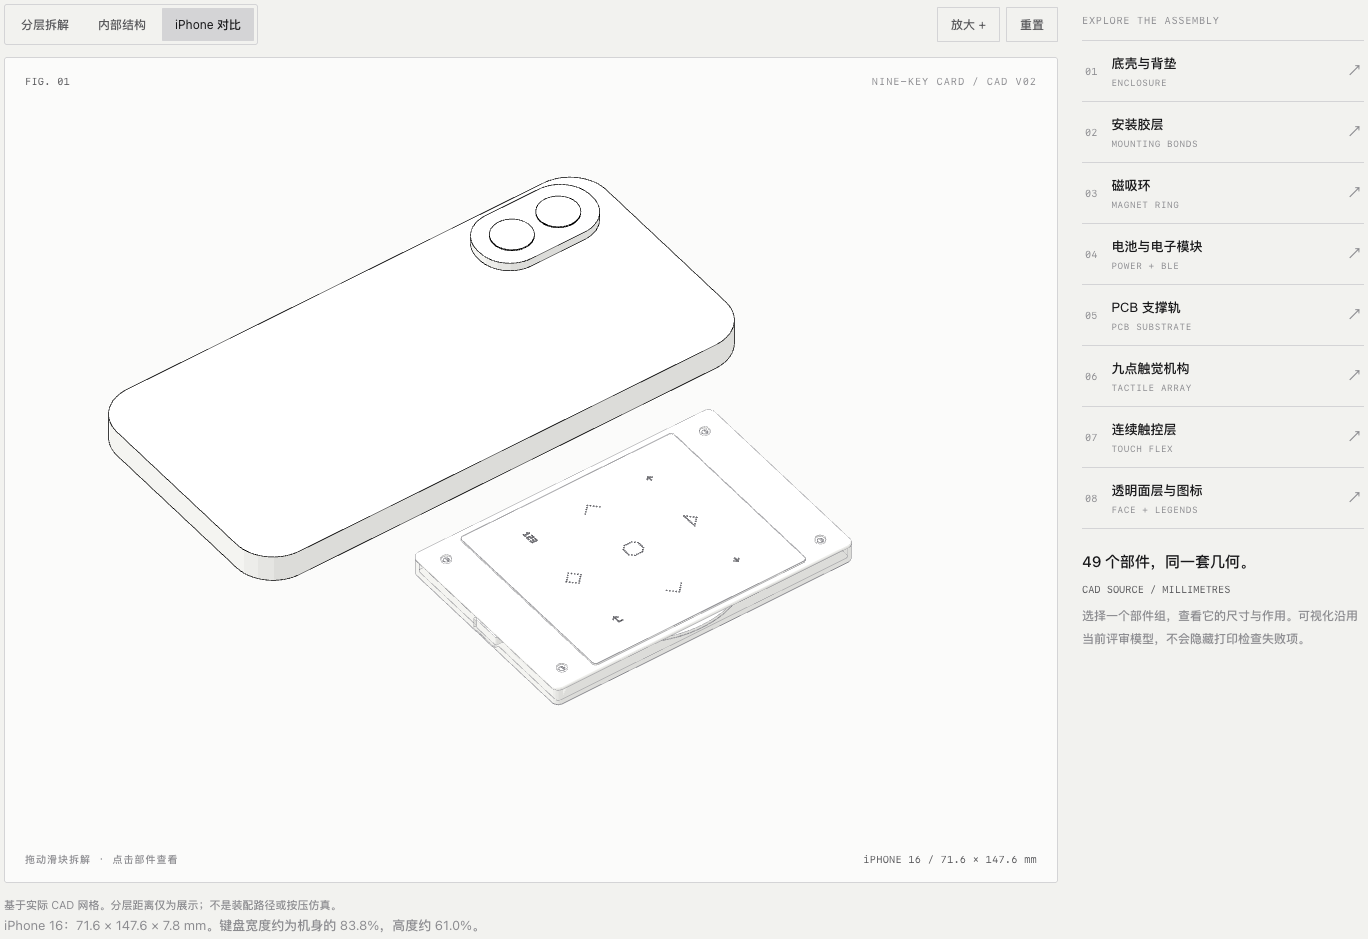 分层拆解 内部结构 iPhone 对比 放大 + 重置
FIG. 01 NINE-KEY CARD / CAD V02
123
拖动滑块拆解 · 点击部件查看 iPHONE 16 / 71.6 × 147.6 mm
基于实际 CAD 网格。分层距离仅为展示；不是装配路径或按压仿真。
iPhone 16：71.6 × 147.6 × 7.8 mm。键盘宽度约为机身的 83.8%，高度约 61.0%。
EXPLORE THE ASSEMBLY
01 底壳与背垫 ↗
ENCLOSURE
02 安装胶层 ↗
MOUNTING BONDS
03 磁吸环 ↗
MAGNET RING
04 电池与电子模块 ↗
POWER + BLE
05 PCB 支撑轨 ↗
PCB SUBSTRATE
06 九点触觉机构 ↗
TACTILE ARRAY
07 连续触控层 ↗
TOUCH FLEX
08 透明面层与图标 ↗
FACE + LEGENDS
49 个部件，同一套几何。
CAD SOURCE / MILLIMETRES
选择一个部件组，查看它的尺寸与作用。可视化沿用
当前评审模型，不会隐藏打印检查失败项。